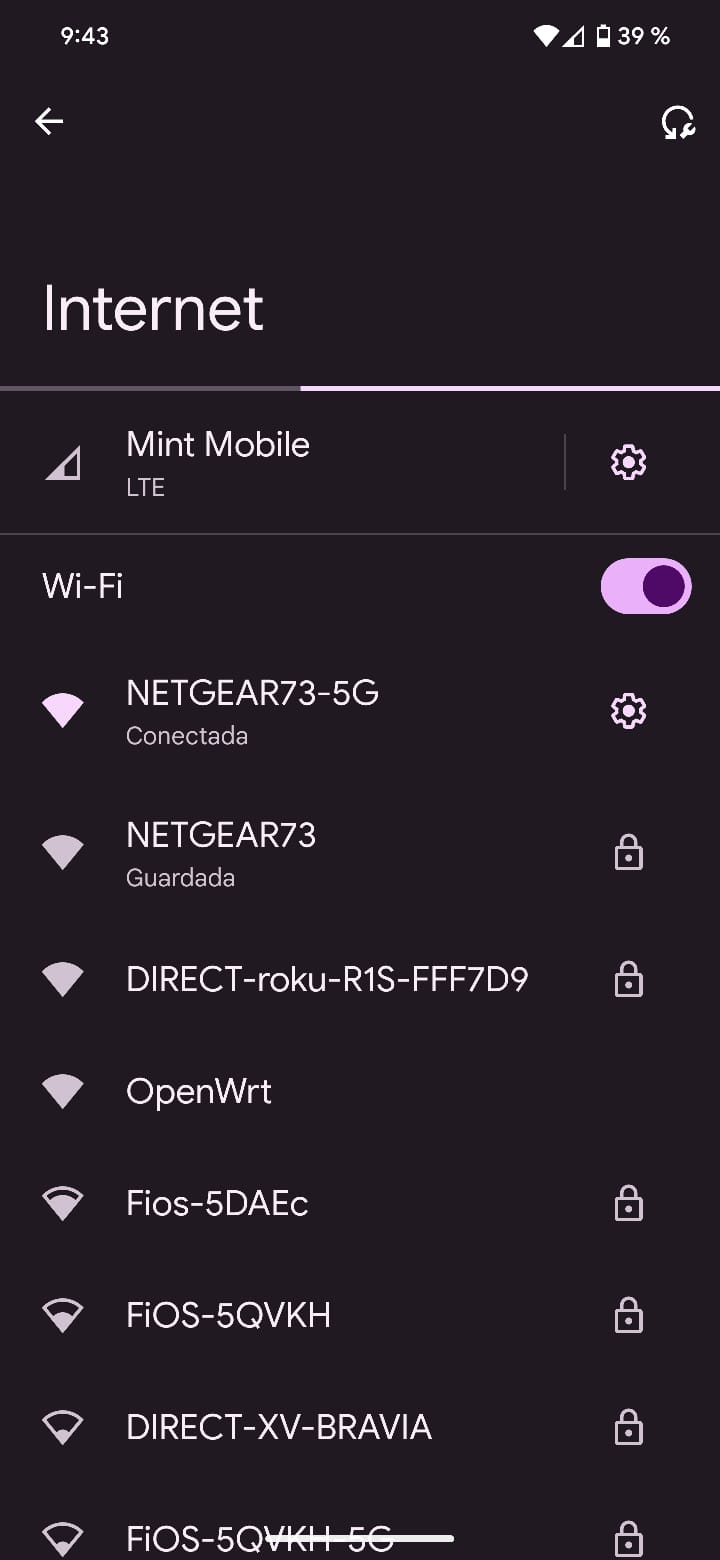 9:43
39 %
Internet
Mint Mobile
LTE
Wi-Fi
NETGEAR73-5G
Conectada
NETGEAR73
Guardada
DIRECT-roku-R1S-FFF7D9
OpenWrt
Fios-5DAEc
FiOS-5QVKH
DIRECT-XV-BRAVIA
FiOS-5QVKH-5G